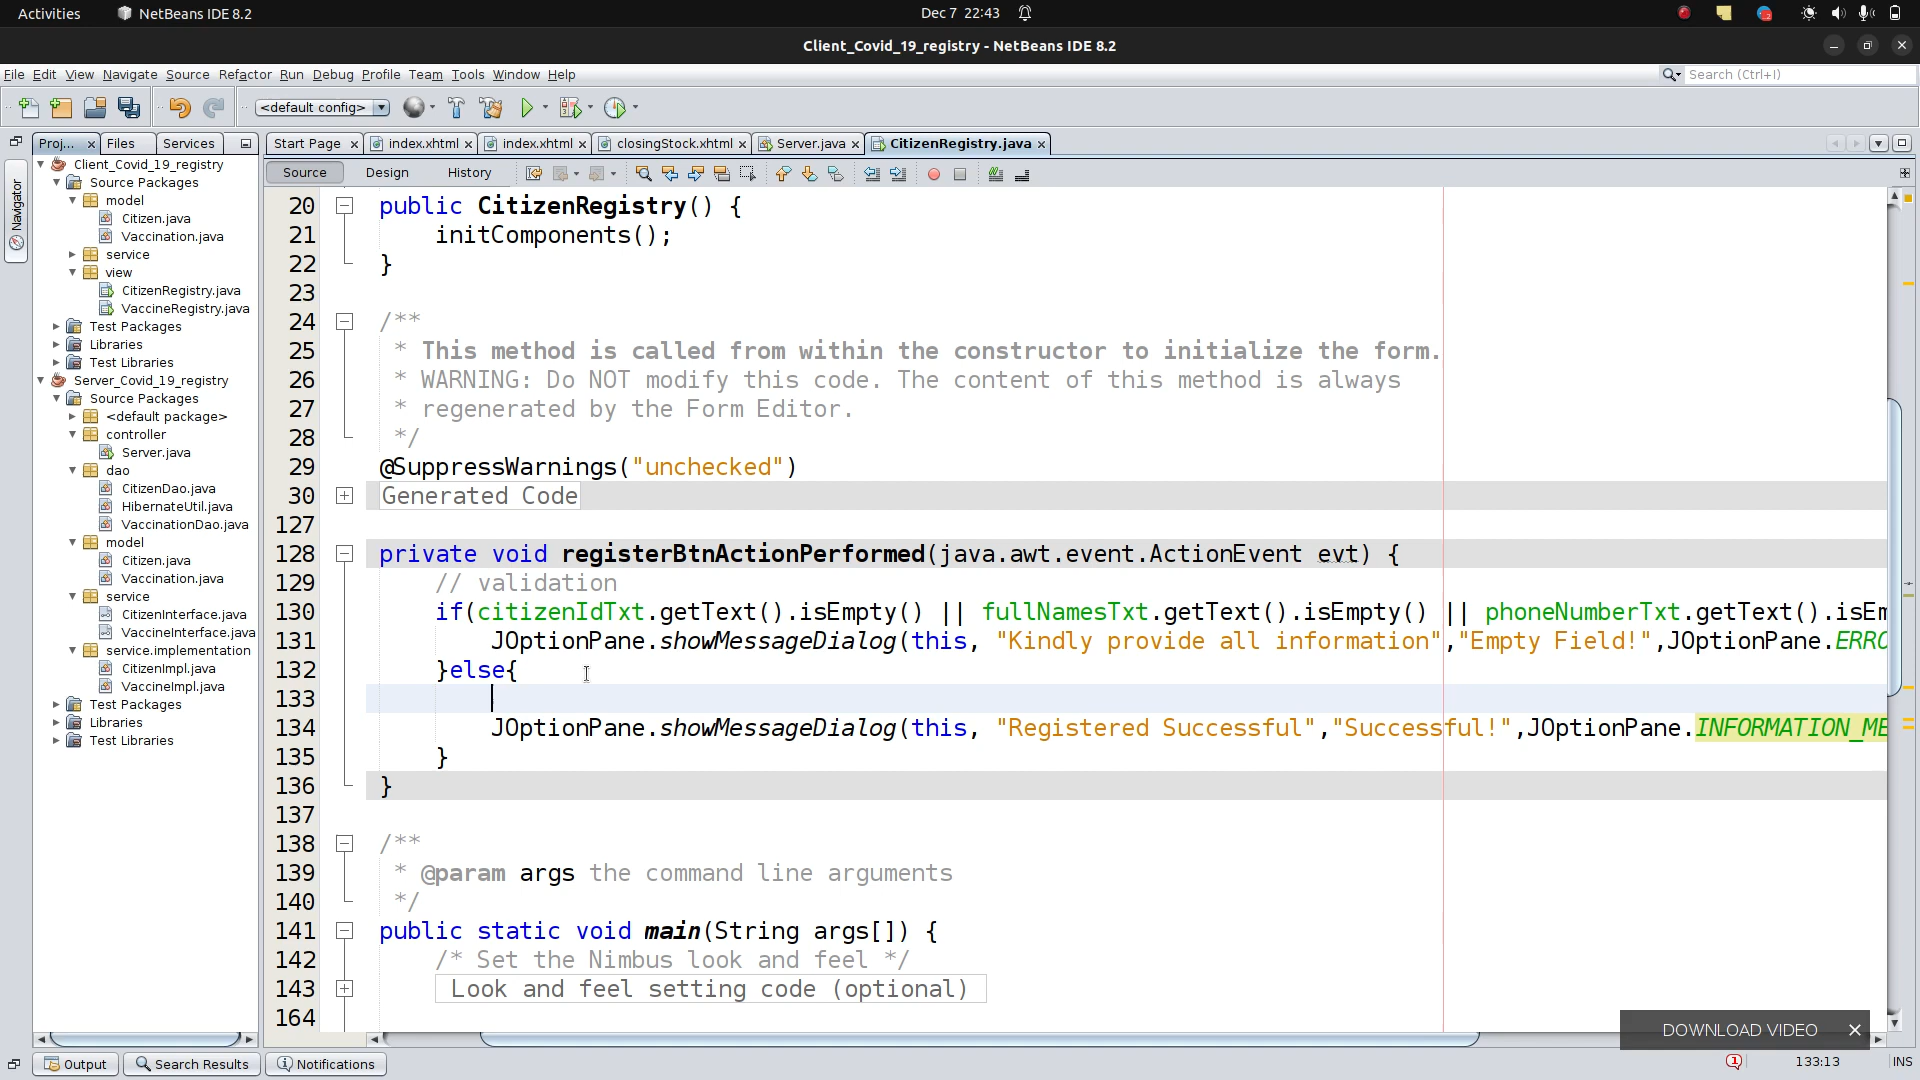 Activities
NetBeans IDE 8.2
Dec 7 22:43
Client_Covid_19_registry - NetBeans IDE 8.2
File Edit View Navigate Source Refactor Run Debug Profile Team Tools Window Help
Search (Ctrl+I)
<default config>
Proj... Files Services
Start Page index.xhtml index.xhtml closingStock.xhtml Server.java CitizenRegistry.java
Source Design History
Navigator
Client_Covid_19_registry
Source Packages
model
Citizen.java
Vaccination.java
service
view
CitizenRegistry.java
VaccineRegistry.java
Test Packages
Libraries
Test Libraries
Server_Covid_19_registry
Source Packages
<default package>
controller
Server.java
dao
CitizenDao.java
HibernateUtil.java
VaccinationDao.java
model
Citizen.java
Vaccination.java
service
CitizenInterface.java
VaccineInterface.java
service.implementation
CitizenImpl.java
VaccineImpl.java
Test Packages
Libraries
Test Libraries
20 public CitizenRegistry() {
21 initComponents();
22 }
23
24 /**
25 * This method is called from within the constructor to initialize the form.
26 * WARNING: Do NOT modify this code. The content of this method is always
27 * regenerated by the Form Editor.
28 */
29 @SuppressWarnings("unchecked")
30 Generated Code
127
128 private void registerBtnActionPerformed(java.awt.event.ActionEvent evt) {
129 // validation
130 if(citizenIdTxt.getText().isEmpty() || fullNamesTxt.getText().isEmpty() || phoneNumberTxt.getText().isEm
131 JOptionPane.showMessageDialog(this, "Kindly provide all information","Empty Field!",JOptionPane.ERRO
132 }else{
133
134 JOptionPane.showMessageDialog(this, "Registered Successful","Successful!",JOptionPane.INFORMATION_ME
135 }
136 }
137
138 /**
139 * @param args the command line arguments
140 */
141 public static void main(String args[]) {
142 /* Set the Nimbus look and feel */
143 Look and feel setting code (optional)
164
DOWNLOAD VIDEO
Output Search Results Notifications
133:13 INS